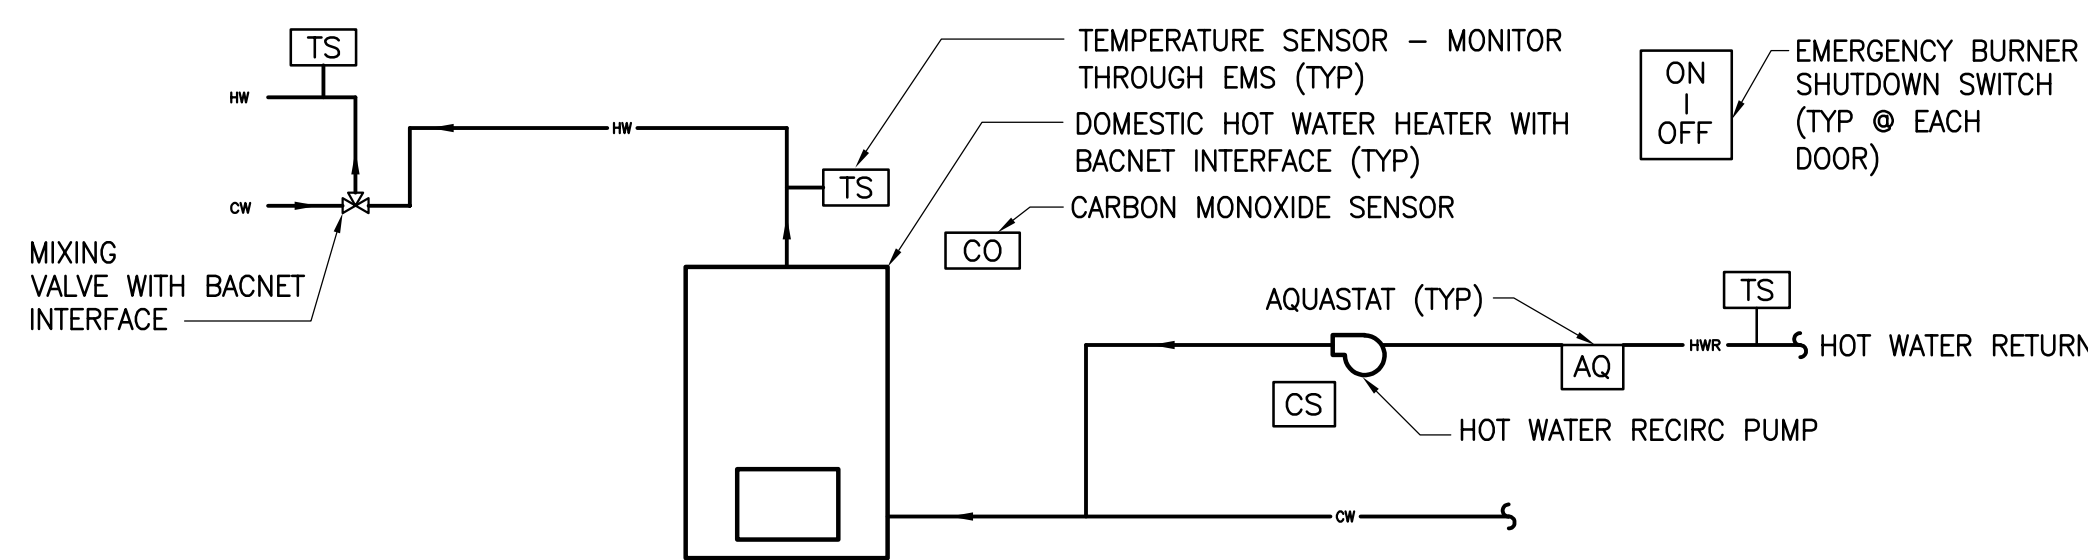 TS
TEMPERATURE SENSOR – MONITOR
THROUGH EMS (TYP)
ON
OFF
EMERGENCY BURNER
SHUTDOWN SWITCH
(TYP @ EACH
DOOR)
HW
HW
DOMESTIC HOT WATER HEATER WITH
BACNET INTERFACE (TYP)
TS
CW
CARBON MONOXIDE SENSOR
CO
MIXING
VALVE WITH BACNET
INTERFACE
AQUASTAT (TYP)
TS
HWR
HOT WATER RETURN
AQ
CS
HOT WATER RECIRC PUMP
CW